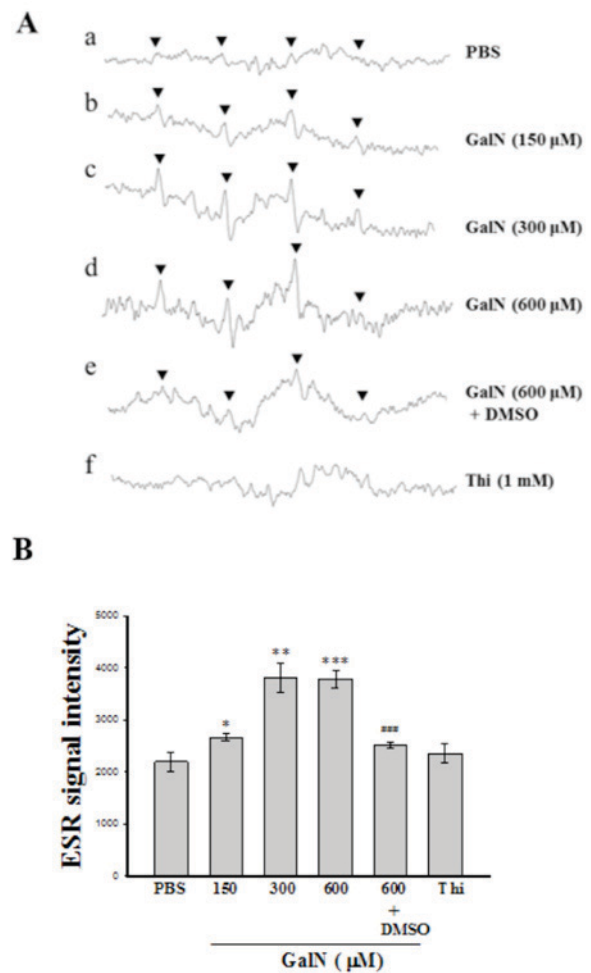 A
a
PBS
b
GalN (150 μM)
c
GalN (300 μM)
d
GalN (600 μM)
e
GalN (600 μM)
+ DMSO
f
Thi (1 mM)
B
ESR signal intensity
5000
4000
3000
2000
1000
0
* ** *** ###
PBS 150 300 600 600 Thi
+
DMSO
GalN ( μM)